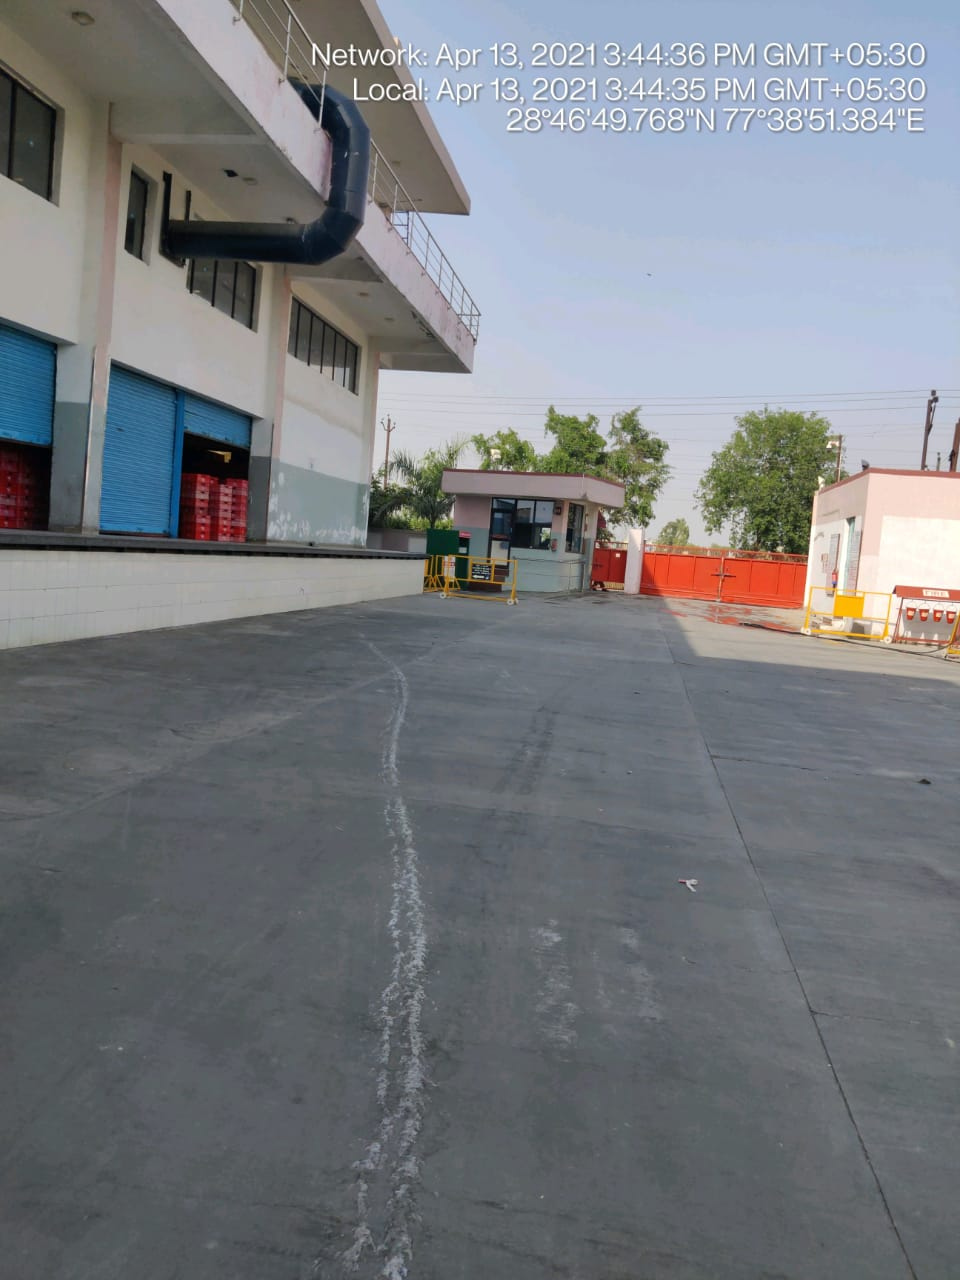 Network: Apr 13, 2021 3:44:36 PM GMT+05:30
Local: Apr 13, 2021 3:44:35 PM GMT+05:30
28°46'49.768"N 77°38'51.384"E
FIRE